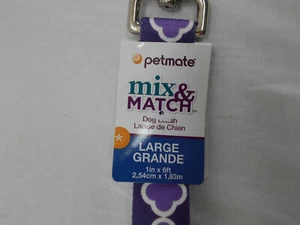 petmate
mix&
MATCH
Dog Leash
Laisse de Chien
LARGE
GRANDE
1in x 6ft
2,54cm x 1,83m